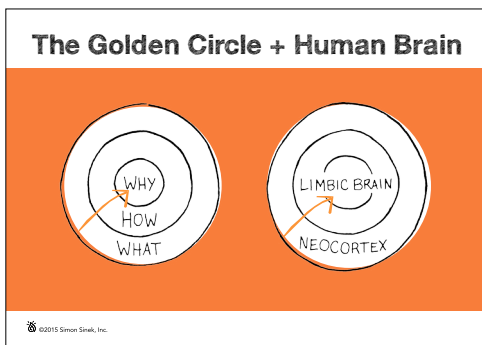 The Golden Circle + Human Brain
WHY
HOW
WHAT
LIMBIC BRAIN
NEOCORTEX
©2015 Simon Sinek, Inc.